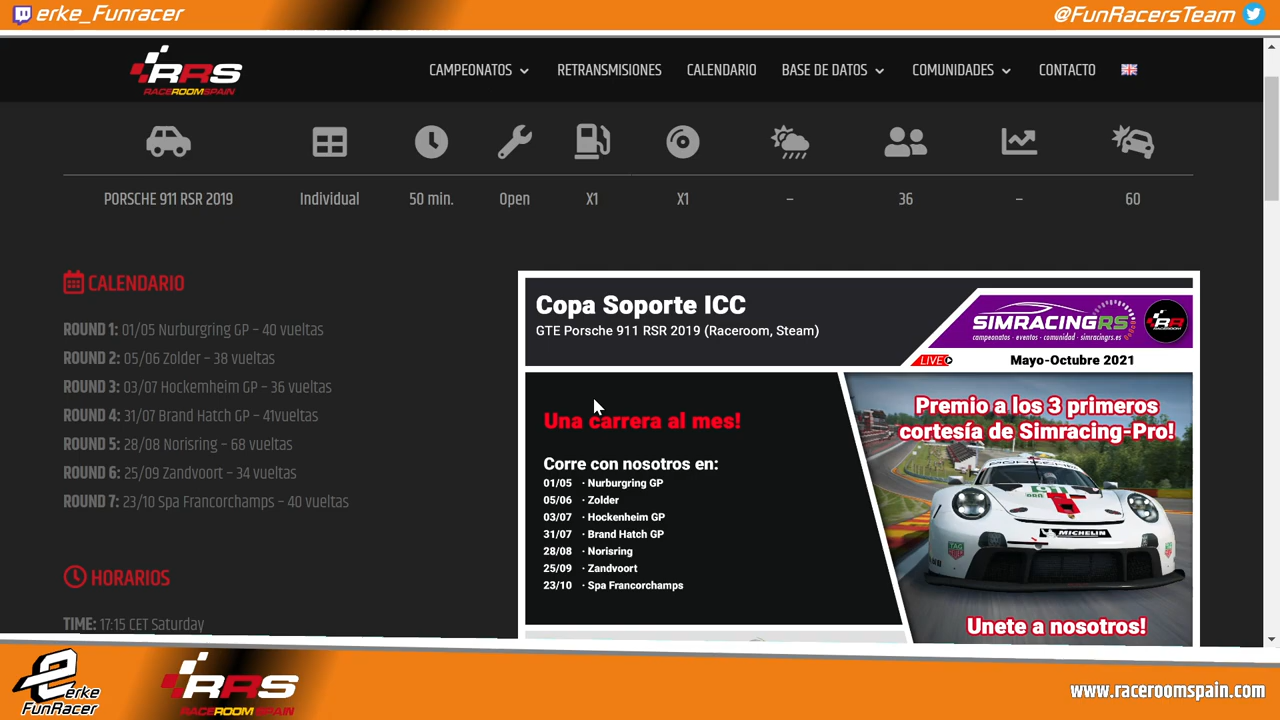 erke_Funracer
@FunRacersTeam
RRS
RACEROOMSPAIN
CAMPEONATOS
RETRANSMISIONES
CALENDARIO
BASE DE DATOS
COMUNIDADES
CONTACTO
PORSCHE 911 RSR 2019
Individual
50 min.
Open
X1
X1
–
36
–
60
CALENDARIO
ROUND 1: 01/05 Nurburgring GP – 40 vueltas
ROUND 2: 05/06 Zolder – 38 vueltas
ROUND 3: 03/07 Hockemheim GP – 36 vueltas
ROUND 4: 31/07 Brand Hatch GP – 41vueltas
ROUND 5: 28/08 Norisring – 68 vueltas
ROUND 6: 25/09 Zandvoort – 34 vueltas
ROUND 7: 23/10 Spa Francorchamps – 40 vueltas
HORARIOS
TIME: 17:15 CET Saturday
Copa Soporte ICC
GTE Porsche 911 RSR 2019 (Raceroom, Steam)
SIMRACINGRS
campeonatos · eventos · comunidad · simracingrs.es
RR
RACEROOM
LIVE
Mayo-Octubre 2021
Una carrera al mes!
Corre con nosotros en:
01/05 · Nurburgring GP
05/06 · Zolder
03/07 · Hockenheim GP
31/07 · Brand Hatch GP
28/08 · Norisring
25/09 · Zandvoort
23/10 · Spa Francorchamps
Premio a los 3 primeros
cortesía de Simracing-Pro!
PORSCHE
91
TAG
MICHELIN
Unete a nosotros!
erke
FunRacer
RRS
RACEROOM SPAIN
www.raceroomspain.com